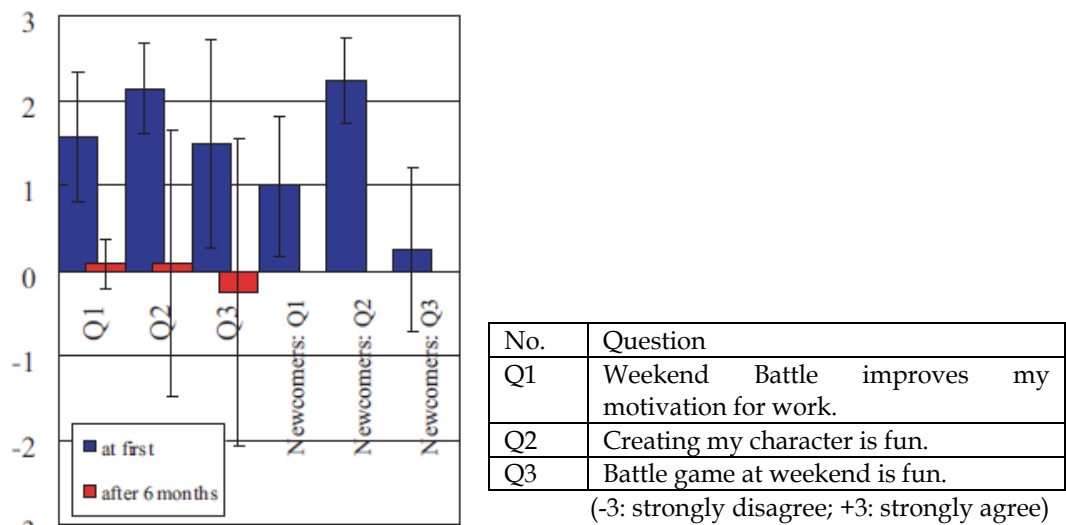 3
2
1
0
-1
-2
Q1
Q2
Q3
Newcomers: Q1
Newcomers: Q2
Newcomers: Q3
at first
after 6 months
No. Question
Q1 Weekend Battle improves my
motivation for work.
Q2 Creating my character is fun.
Q3 Battle game at weekend is fun.
(-3: strongly disagree; +3: strongly agree)